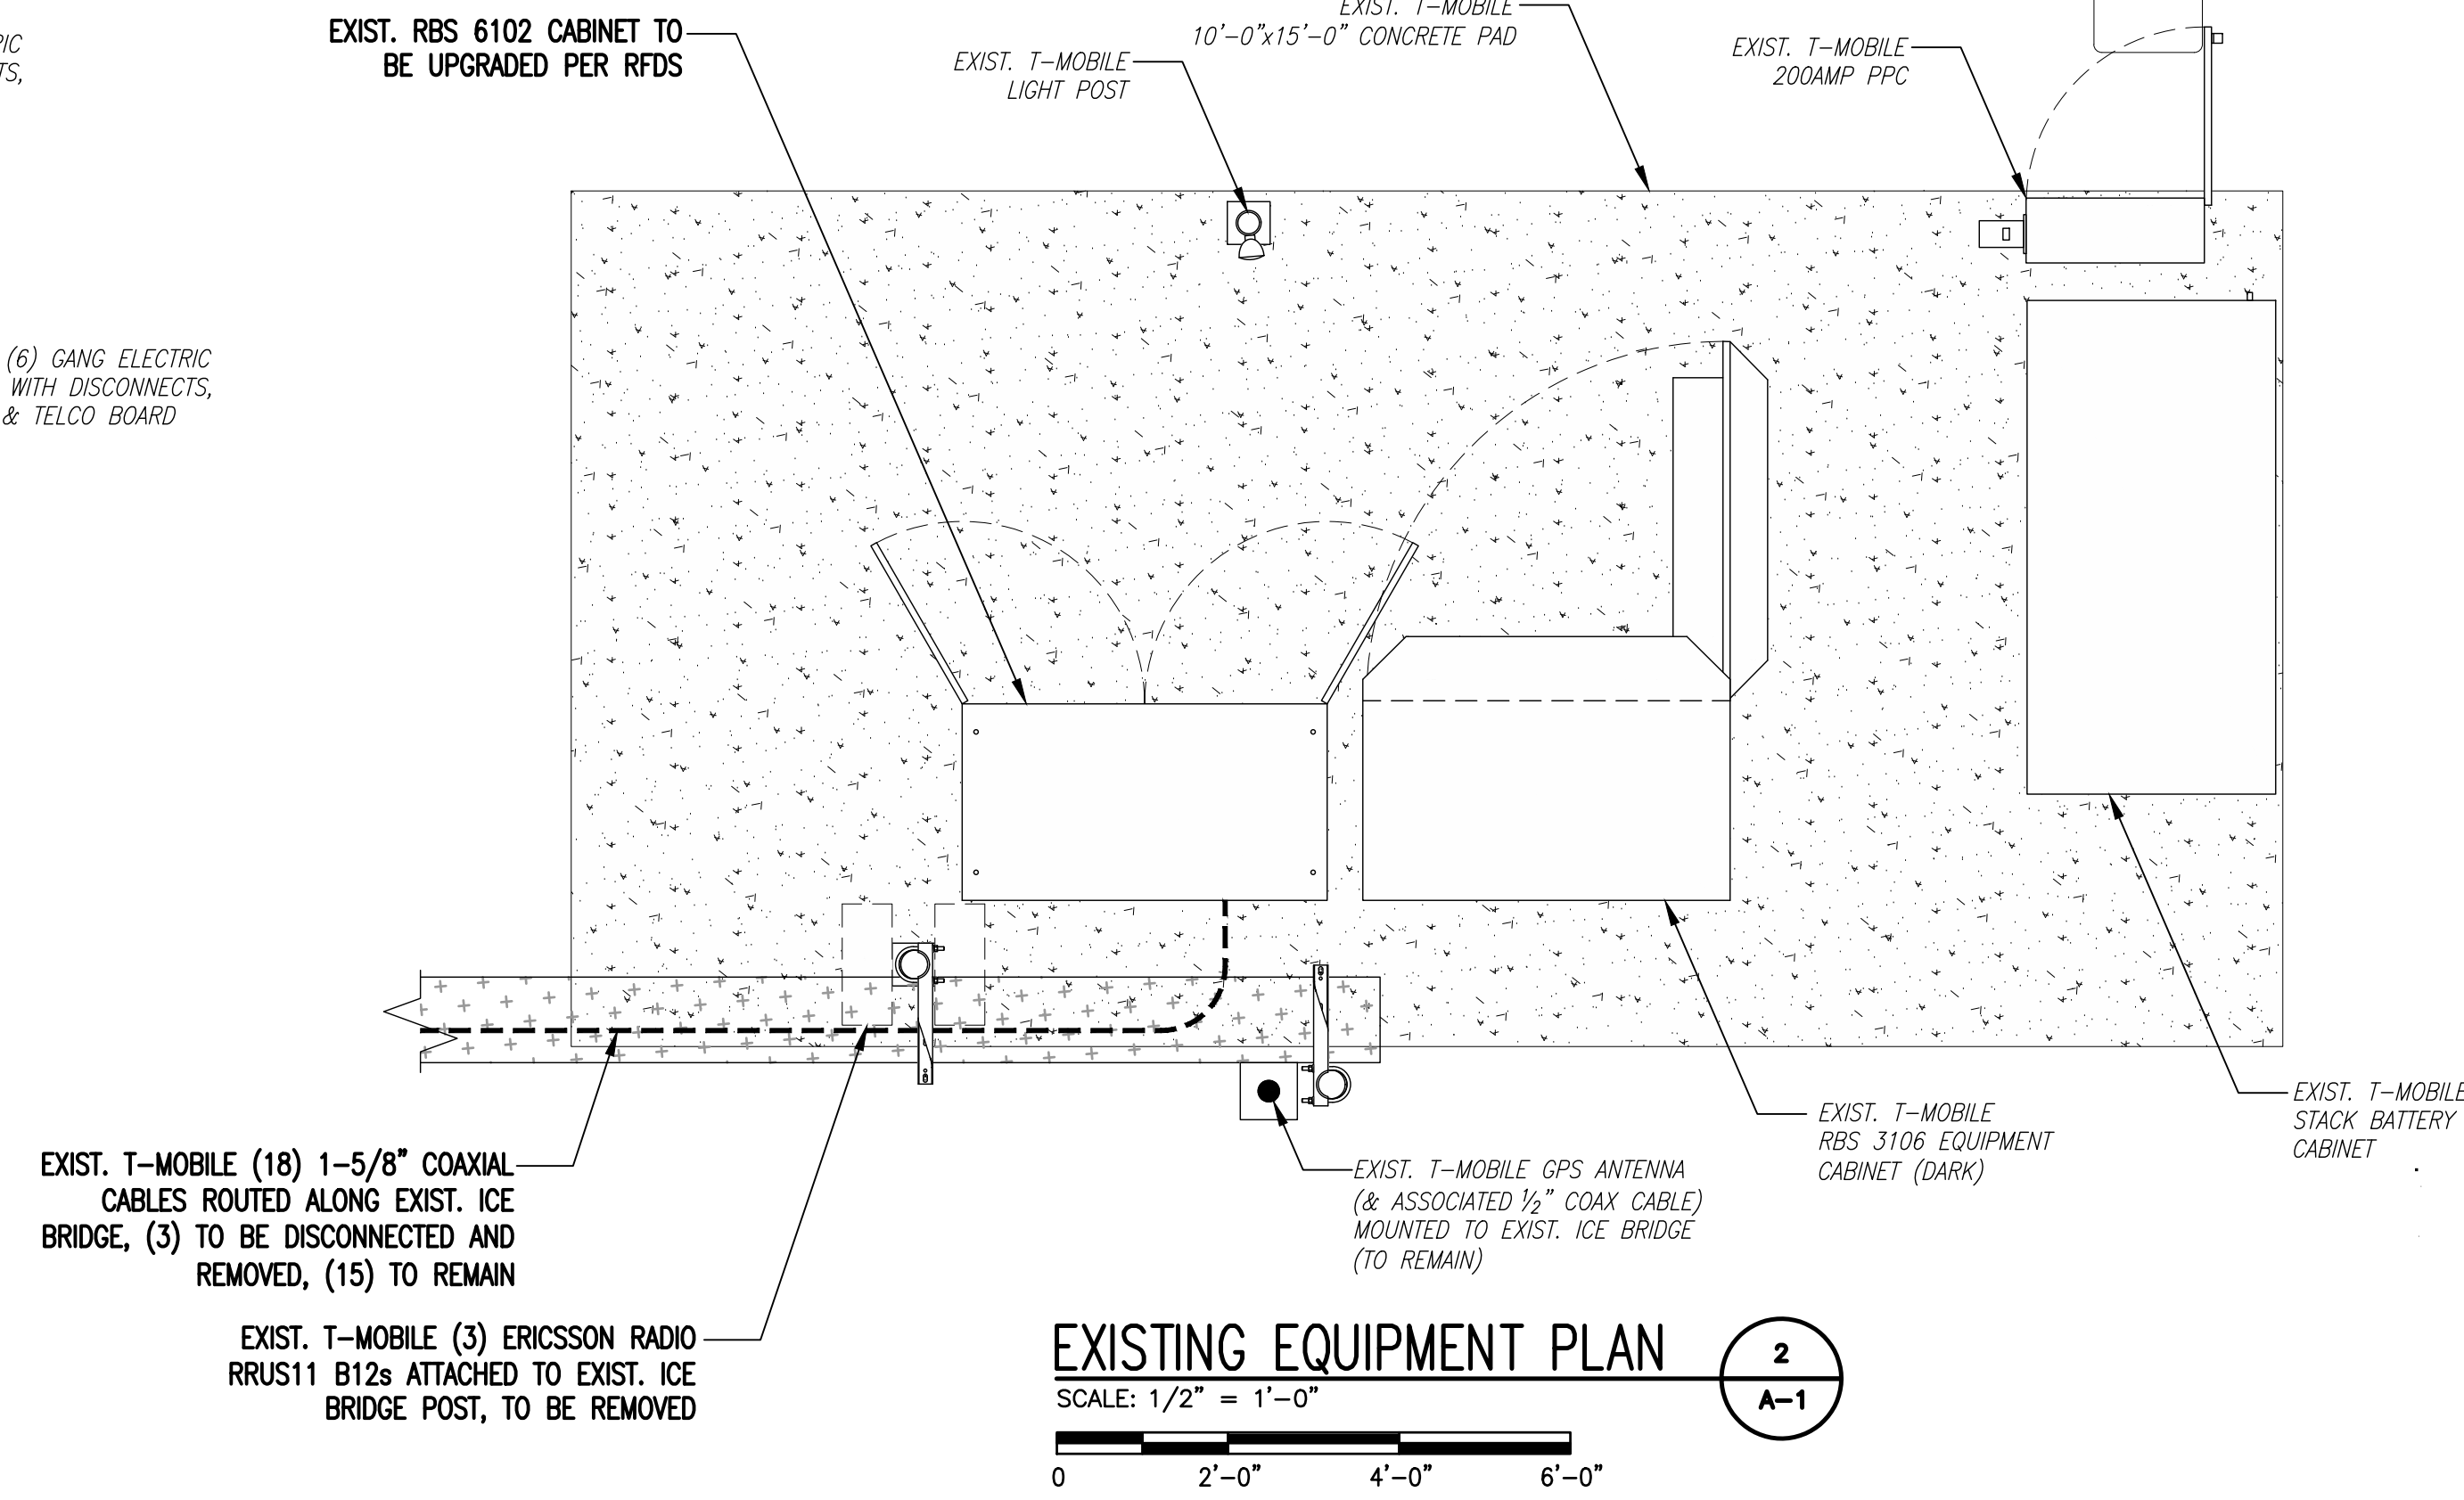 EXIST. RBS 6102 CABINET TO
BE UPGRADED PER RFDS
EXIST. T-MOBILE
LIGHT POST
EXIST. T-MOBILE
10'-0"x15'-0" CONCRETE PAD
EXIST. T-MOBILE
200AMP PPC
(6) GANG ELECTRIC
WITH DISCONNECTS,
& TELCO BOARD
EXIST. T-MOBILE (18) 1-5/8" COAXIAL
CABLES ROUTED ALONG EXIST. ICE
BRIDGE, (3) TO BE DISCONNECTED AND
REMOVED, (15) TO REMAIN
EXIST. T-MOBILE (3) ERICSSON RADIO
RRUS11 B12s ATTACHED TO EXIST. ICE
BRIDGE POST, TO BE REMOVED
EXIST. T-MOBILE GPS ANTENNA
(& ASSOCIATED ½" COAX CABLE)
MOUNTED TO EXIST. ICE BRIDGE
(TO REMAIN)
EXIST. T-MOBILE
RBS 3106 EQUIPMENT
CABINET (DARK)
EXIST. T-MOBILE
STACK BATTERY
CABINET
EXISTING EQUIPMENT PLAN
SCALE: 1/2" = 1'-0"
2
A-1
0 2'-0" 4'-0" 6'-0"